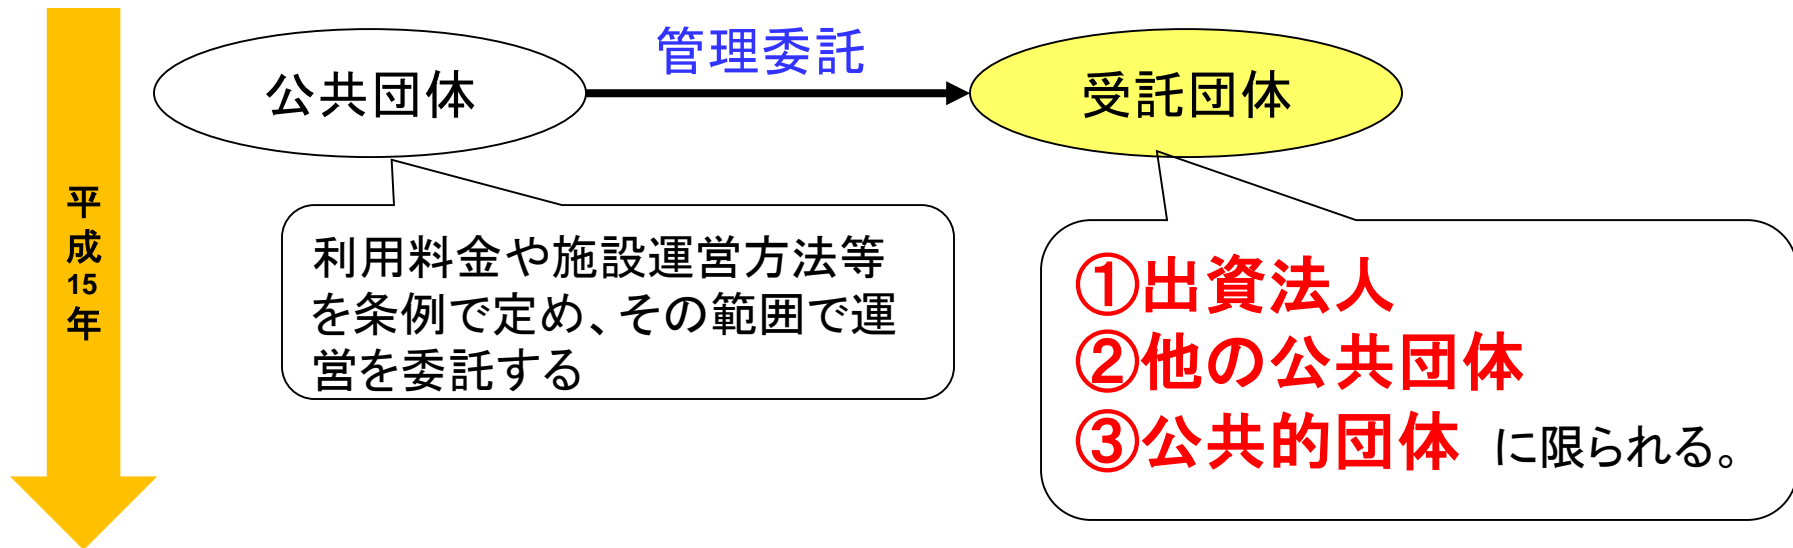 管理委託
公共団体
受託団体
平成15年
利用料金や施設運営方法等
を条例で定め、その範囲で運
営を委託する
①出資法人
②他の公共団体
③公共的団体 に限られる。